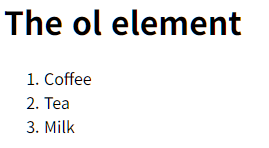 The ol element
1. Coffee
2. Tea
3. Milk